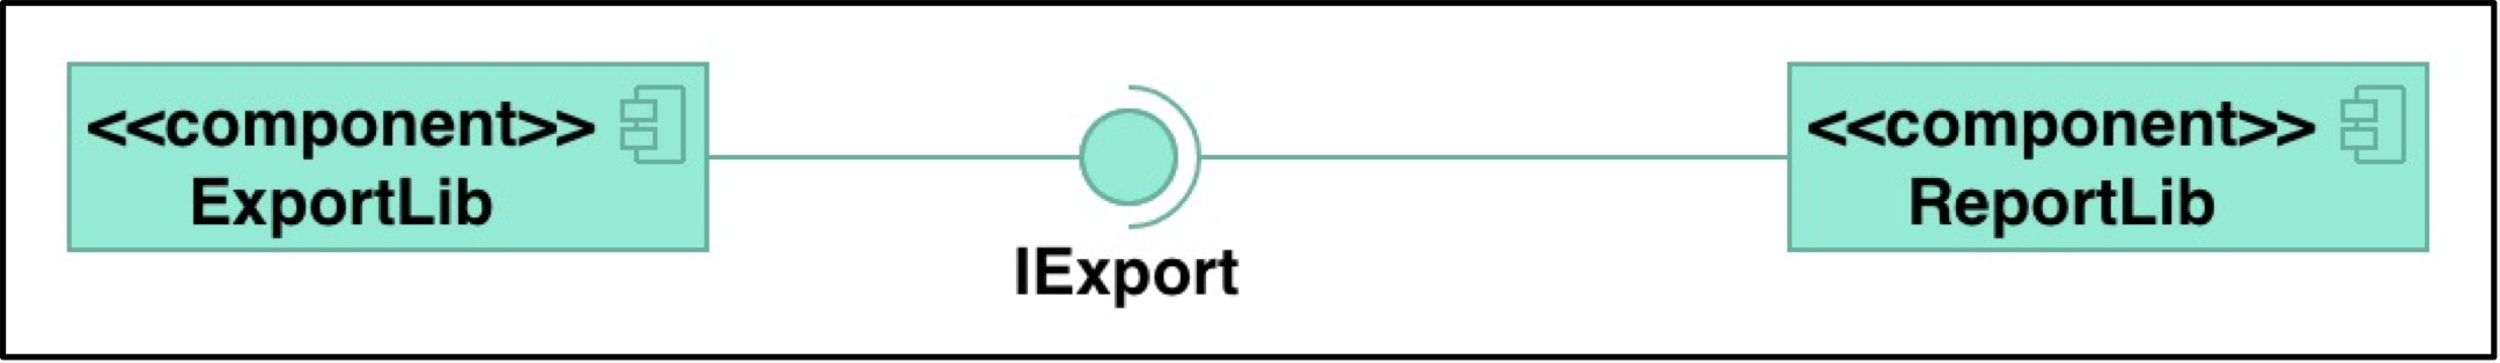 <<component>>
ExportLib
IExport
<<component>>
ReportLib